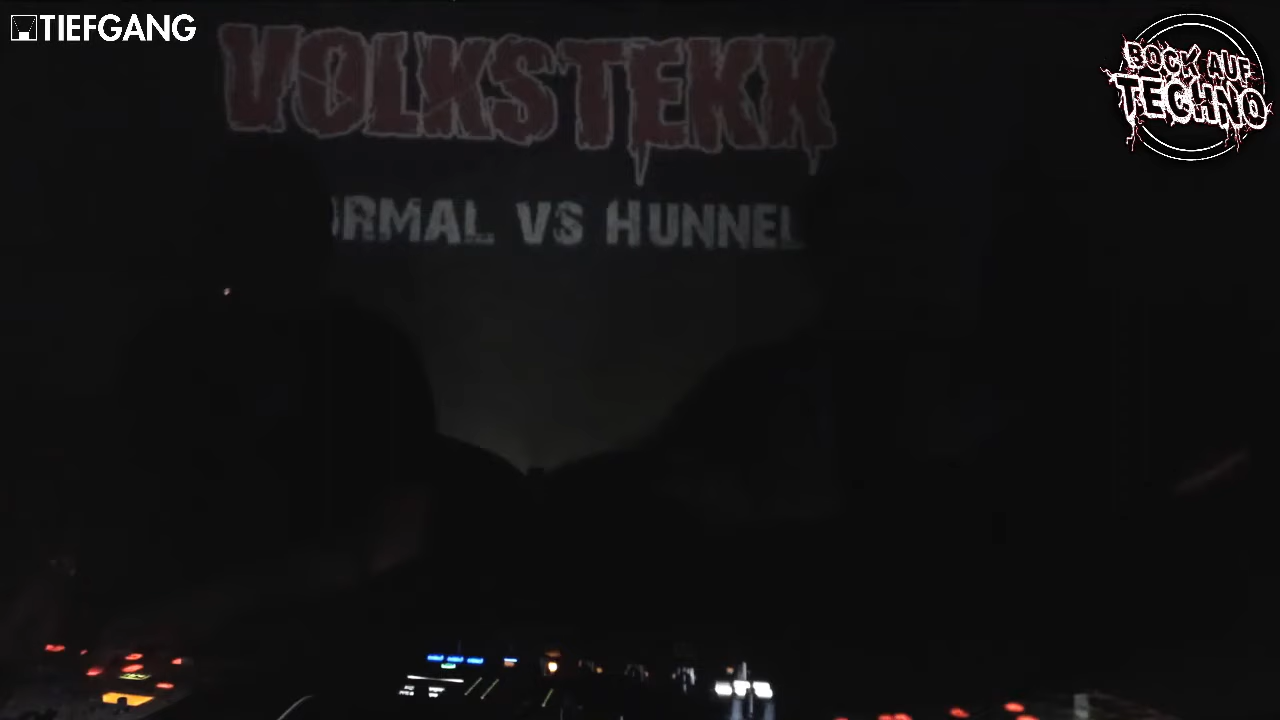 TIEFGANG
BOCK AUF
TECHNO
VOLKSTEKK
RMAL VS HUNNEL